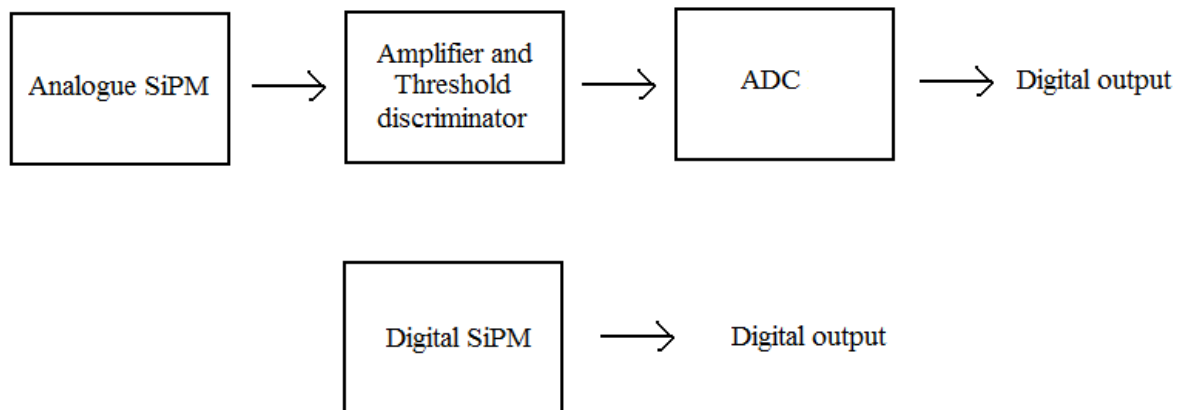 Analogue SiPM
Amplifier and
Threshold
discriminator
ADC
Digital output
Digital SiPM
Digital output